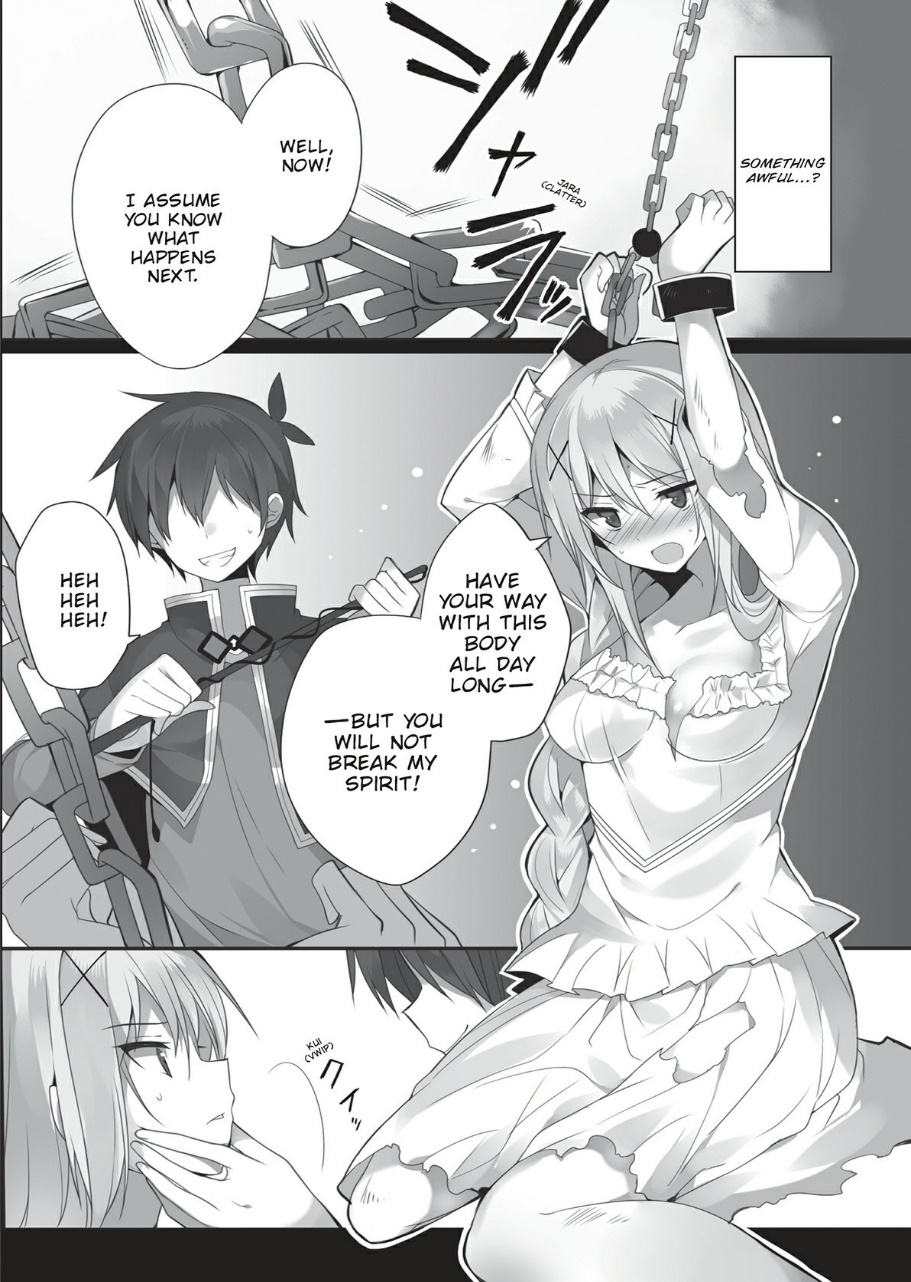 SOMETHING
AWFUL...?
ジャラッ
JARA
(CLATTER)
WELL,
NOW!
I ASSUME
YOU KNOW
WHAT
HAPPENS
NEXT.
HAVE
YOUR WAY
WITH THIS
BODY
ALL DAY
LONG—
—BUT YOU
WILL NOT
BREAK MY
SPIRIT!
HEH
HEH
HEH!
KUI
(VWIP)
クイッ